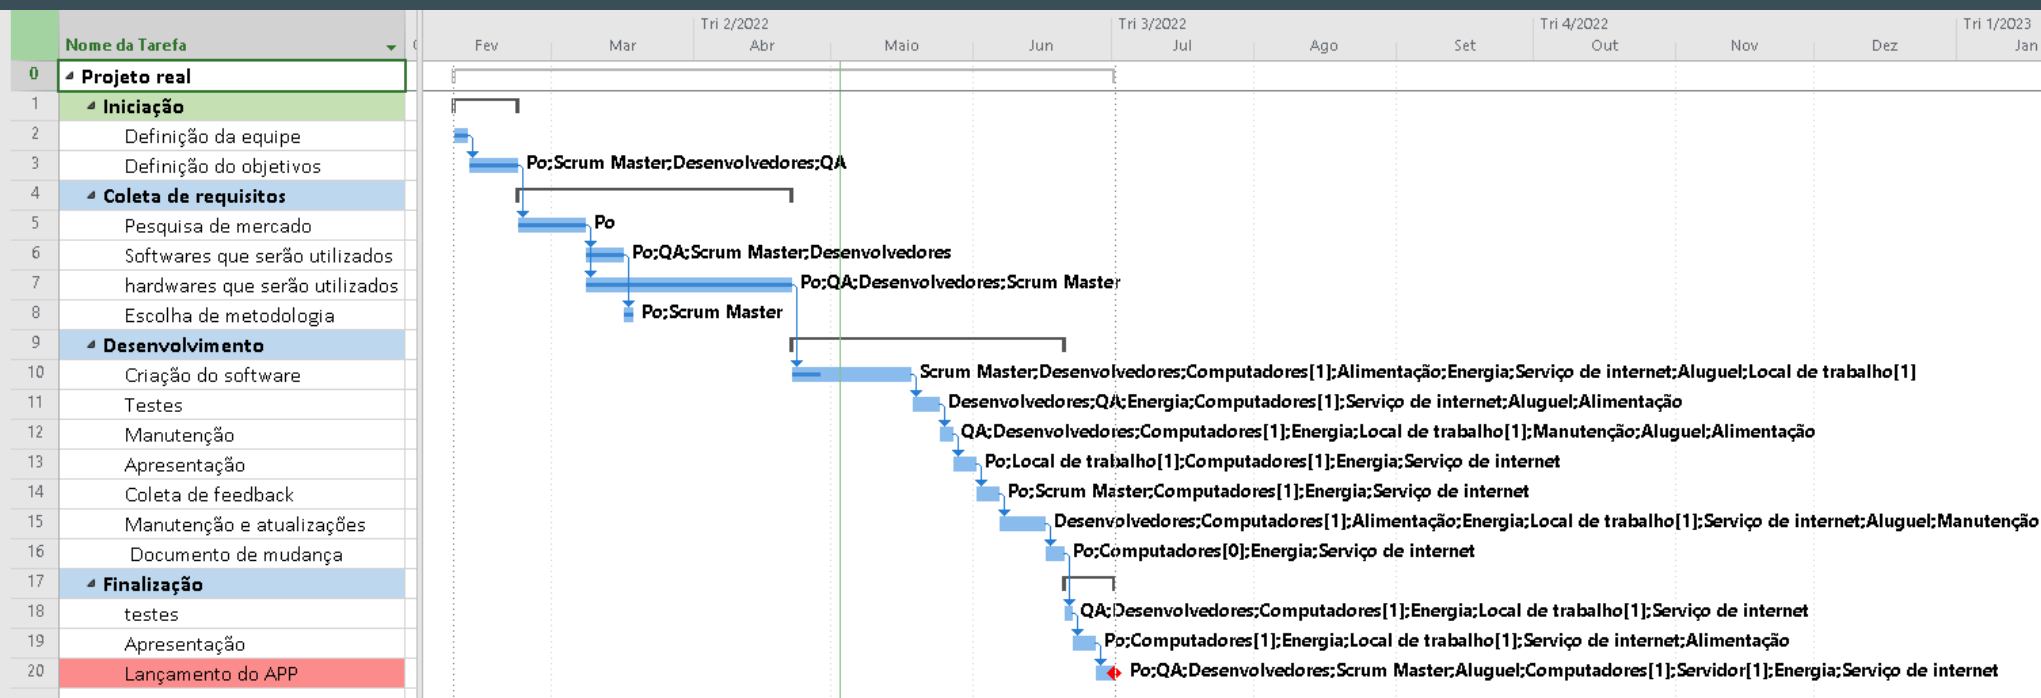 Tri 2/2022 Tri 3/2022 Tri 4/2022 Tri 1/2023
Nome da Tarefa Fev Mar Abr Maio Jun Jul Ago Set Out Nov Dez Jan
0 Projeto real
1 Iniciação
2 Definição da equipe
3 Definição do objetivos Po;Scrum Master;Desenvolvedores;QA
4 Coleta de requisitos
5 Pesquisa de mercado Po
6 Softwares que serão utilizados Po;QA;Scrum Master;Desenvolvedores
7 hardwares que serão utilizados Po;QA;Desenvolvedores;Scrum Master
8 Escolha de metodologia Po;Scrum Master
9 Desenvolvimento
10 Criação do software Scrum Master;Desenvolvedores;Computadores[1];Alimentação;Energia;Serviço de internet;Aluguel;Local de trabalho[1]
11 Testes Desenvolvedores;QA;Energia;Computadores[1];Serviço de internet;Aluguel;Alimentação
12 Manutenção QA;Desenvolvedores;Computadores[1];Energia;Local de trabalho[1];Manutenção;Aluguel;Alimentação
13 Apresentação Po;Local de trabalho[1];Computadores[1];Energia;Serviço de internet
14 Coleta de feedback Po;Scrum Master;Computadores[1];Energia;Serviço de internet
15 Manutenção e atualizações Desenvolvedores;Computadores[1];Alimentação;Energia;Local de trabalho[1];Serviço de internet;Aluguel;Manutenção
16 Documento de mudança Po;Computadores[0];Energia;Serviço de internet
17 Finalização
18 testes QA;Desenvolvedores;Computadores[1];Energia;Local de trabalho[1];Serviço de internet
19 Apresentação Po;Computadores[1];Energia;Local de trabalho[1];Serviço de internet;Alimentação
20 Lançamento do APP Po;QA;Desenvolvedores;Scrum Master;Aluguel;Computadores[1];Servidor[1];Energia;Serviço de internet